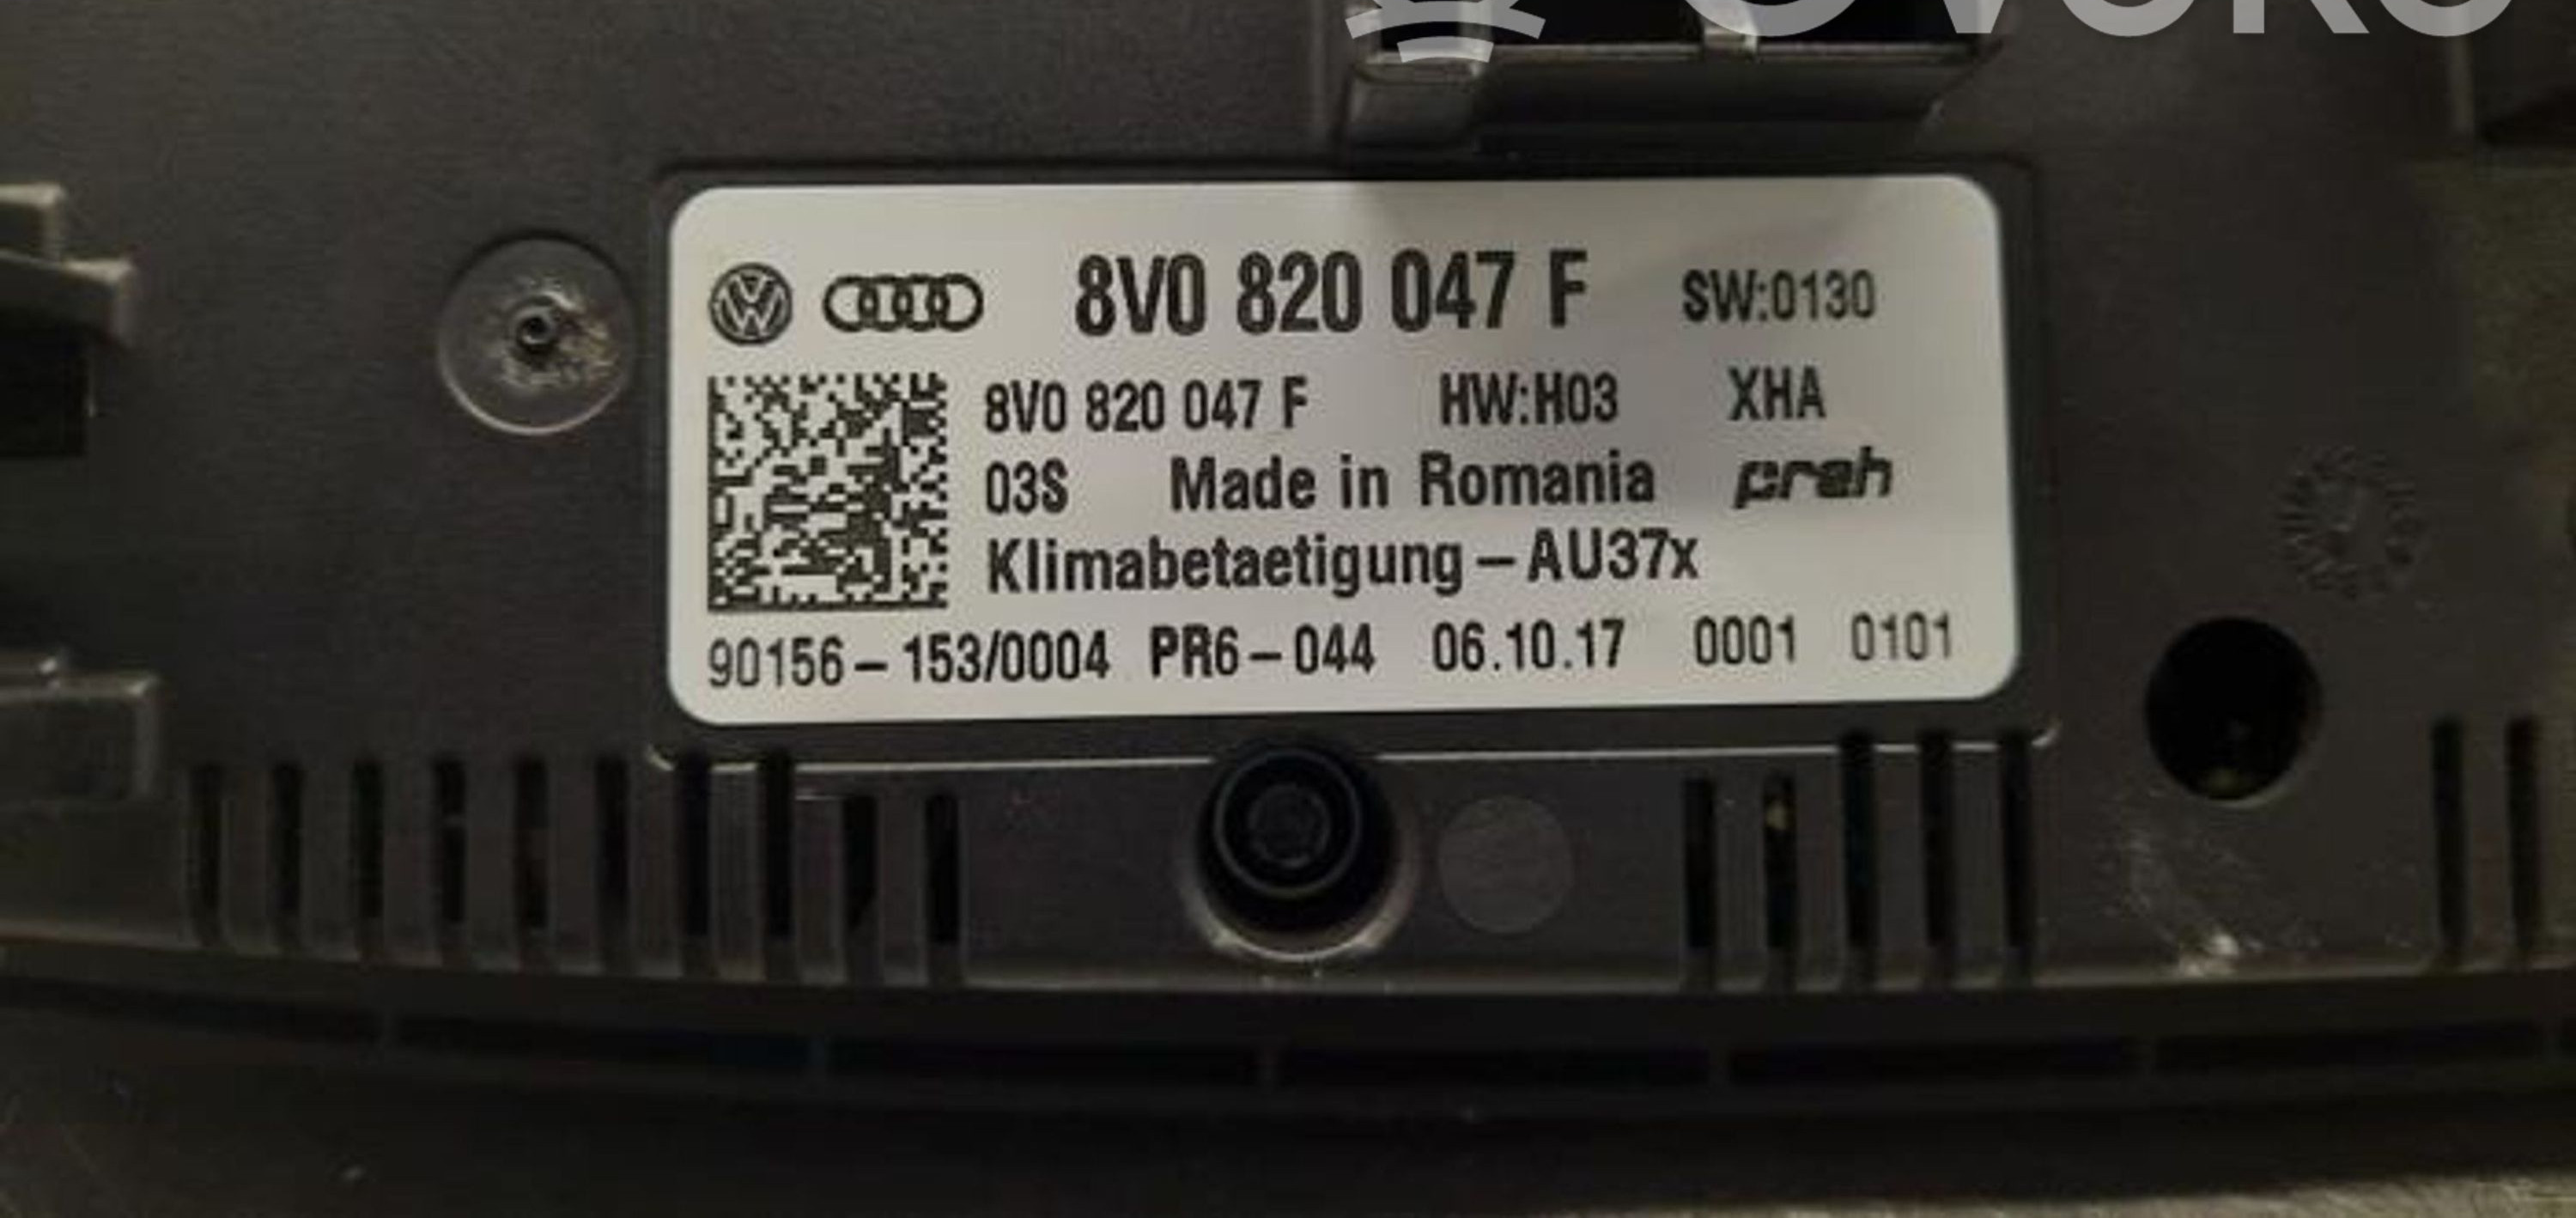 8V0 820 047 F SW:0130
8V0 820 047 F HW:H03 XHA
03S Made in Romania preh
Klimabetaetigung-AU37x
90156-153/0004 PR6-044 06.10.17 0001 0101